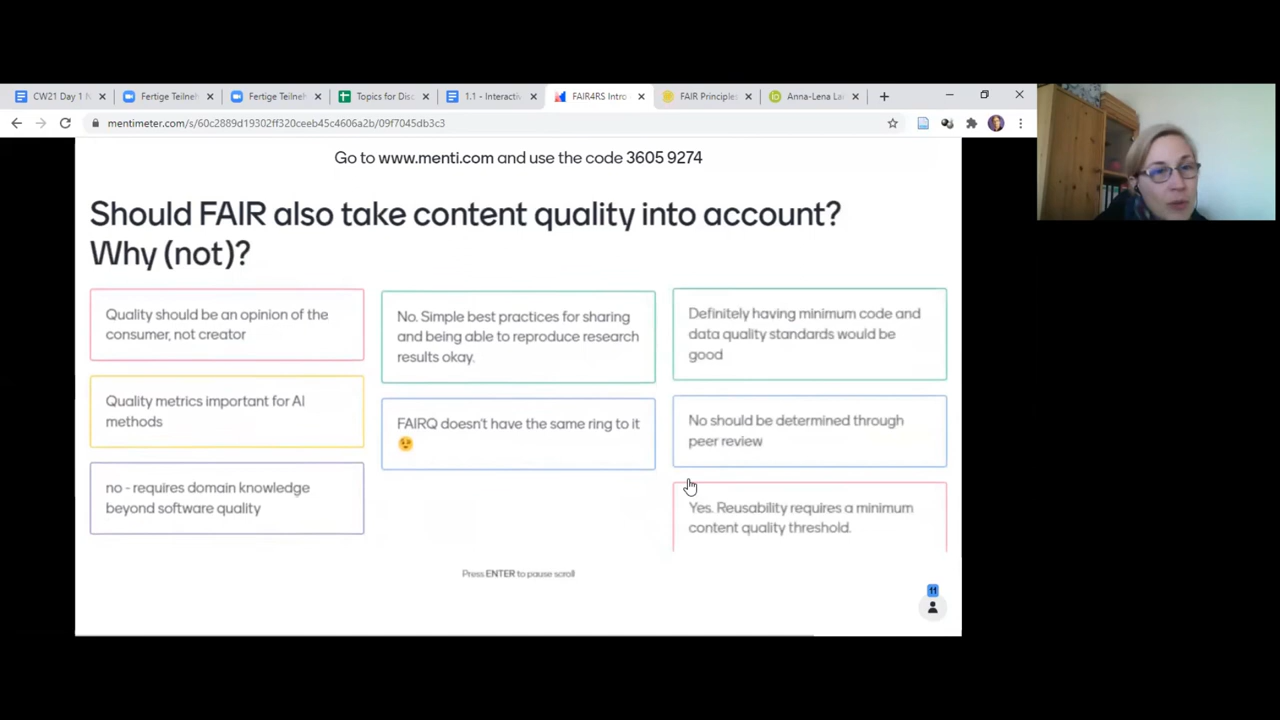 CW21 Day 1 N
Fertige Teilneh
Fertige Teilneh
Topics for Disc
1.1 - Interactiv
FAIR4RS Intro
FAIR Principles
Anna-Lena La
mentimeter.com/s/60c2889d19302ff320ceeb45c4606a2b/09f7045db3c3
Go to www.menti.com and use the code 3605 9274
Should FAIR also take content quality into account?
Why (not)?
Quality should be an opinion of the
consumer, not creator
Quality metrics important for AI
methods
no - requires domain knowledge
beyond software quality
No. Simple best practices for sharing
and being able to reproduce research
results okay.
FAIRQ doesn't have the same ring to it
😟
Definitely having minimum code and
data quality standards would be
good
No should be determined through
peer review
Yes. Reusability requires a minimum
content quality threshold.
Press ENTER to pause scroll
11